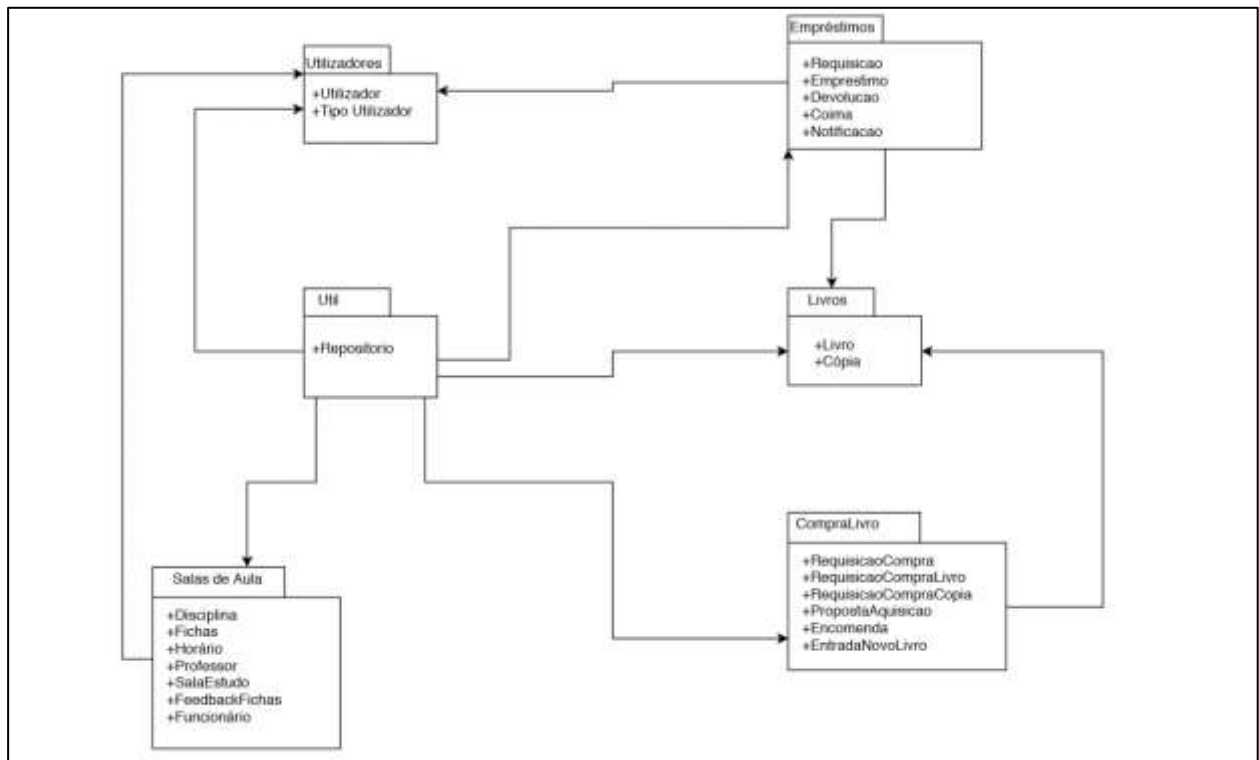 Empréstimos
+Requisicao
+Emprestimo
+Devolucao
+Coima
+Notificacao
Utilizadores
+Utilizador
+Tipo Utilizador
Util
+Repositorio
Livros
+Livro
+Cópia
CompraLivro
+RequisicaoCompra
+RequisicaoCompraLivro
+RequisicaoCompraCopia
+PropostaAquisicao
+Encomenda
+EntradaNovoLivro
Salas de Aula
+Disciplina
+Fichas
+Horário
+Professor
+SalaEstudo
+FeedbackFichas
+Funcionário